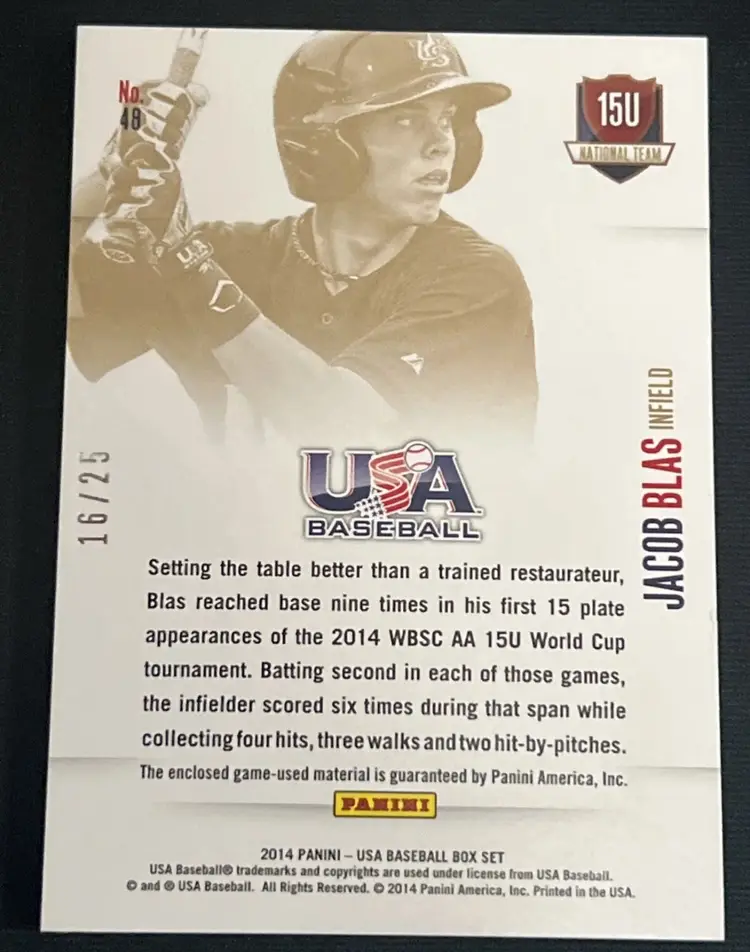 No.
48
US
15U
NATIONAL TEAM
USA
JACOB BLAS INFIELD
16/25
USA
BASEBALL
Setting the table better than a trained restaurateur,
Blas reached base nine times in his first 15 plate
appearances of the 2014 WBSC AA 15U World Cup
tournament. Batting second in each of those games,
the infielder scored six times during that span while
collecting four hits, three walks and two hit-by-pitches.
The enclosed game-used material is guaranteed by Panini America, Inc.
PANINI
2014 PANINI – USA BASEBALL BOX SET
USA Baseball® trademarks and copyrights are used under license from USA Baseball.
© and ® USA Baseball. All Rights Reserved. © 2014 Panini America, Inc. Printed in the USA.